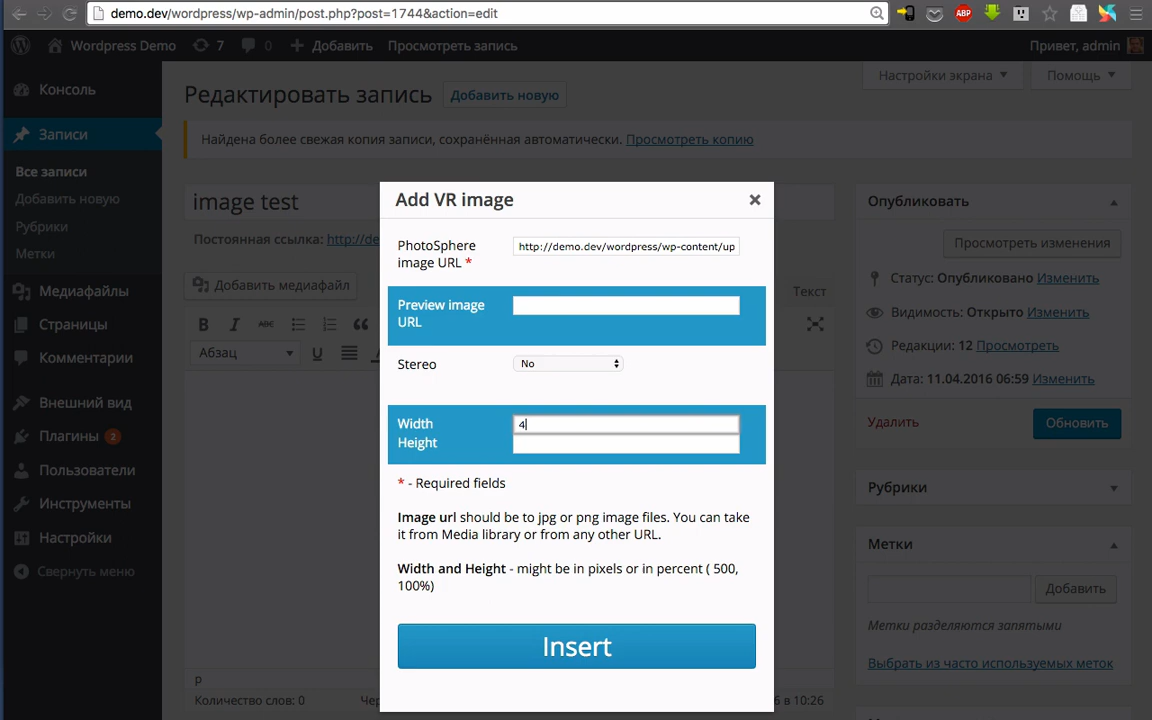 demo.dev/wordpress/wp-admin/post.php?post=1744&action=edit
ABP
Wordpress Demo 7 0 Добавить Просмотреть запись Привет, admin
Консоль
Записи
Все записи
Добавить новую
Рубрики
Метки
Медиафайлы
Страницы
Комментарии
Внешний вид
Плагины 2
Пользователи
Инструменты
Настройки
Свернуть меню
Настройки экрана Помощь
Редактировать запись Добавить новую
Найдена более свежая копия записи, сохранённая автоматически. Просмотреть копию
image test
Постоянная ссылка: http://de
Добавить медиафайл
Текст
B I ABC
Абзац U
p
Количество слов: 0
в 10:26
Add VR image
PhotoSphere
image URL *
http://demo.dev/wordpress/wp-content/up
Preview image
URL
Stereo No
Width 4
Height
* - Required fields
Image url should be to jpg or png image files. You can take
it from Media library or from any other URL.
Width and Height - might be in pixels or in percent ( 500,
100%)
Insert
Опубликовать
Просмотреть изменения
Статус: Опубликовано Изменить
Видимость: Открыто Изменить
Редакции: 12 Просмотреть
Дата: 11.04.2016 06:59 Изменить
Удалить Обновить
Рубрики
Метки
Добавить
Метки разделяются запятыми
Выбрать из часто используемых меток